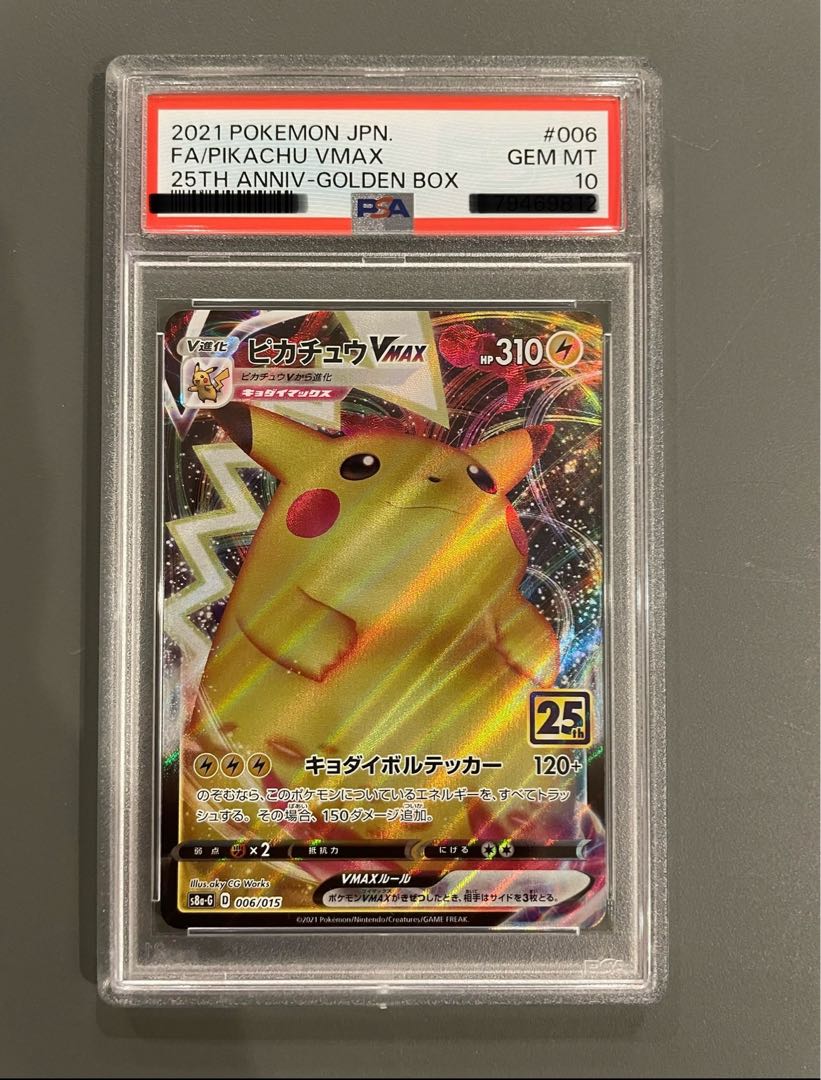 2021 POKEMON JPN. #006
FA/PIKACHU VMAX GEM MT
25TH ANNIV-GOLDEN BOX 10
PSA
V進化 ピカチュウVMAX HP310
ピカチュウVから進化
キョダイマックス
25th
キョダイボルテッカー 120+
のぞむなら、このポケモンについているエネルギーを、すべてトラッ
シュする。その場合、150ダメージ追加。
弱点 ×2 抵抗力 にげる
VMAXルール
ポケモンVMAXがきぜつしたとき、相手はサイドを3枚とる。
Illus. aky CG Works
s8a-G D 006/015
©2021 Pokémon/Nintendo/Creatures/GAME FREAK.